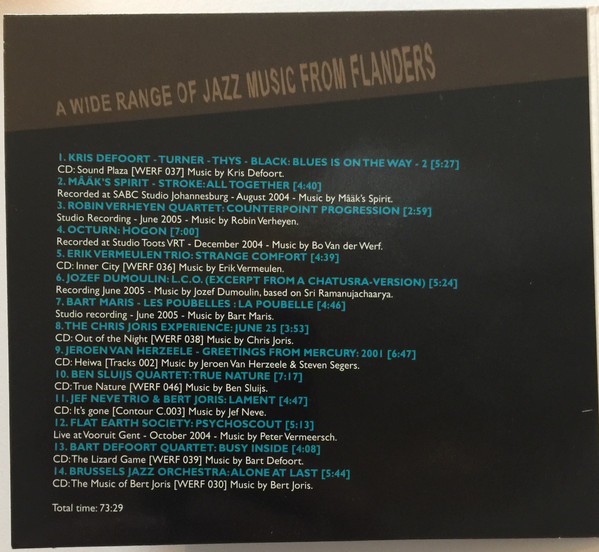 A WIDE RANGE OF JAZZ MUSIC FROM FLANDERS
1. KRIS DEFOORT - TURNER - THYS - BLACK: BLUES IS ON THE WAY - 2 [5:27]
CD: Sound Plaza [WERF 037] Music by Kris Defoort.
2. MÄÄK'S SPIRIT - STROKE: ALL TOGETHER [4:40]
Recorded at SABC Studio Johannesburg - August 2004 - Music by Määk's Spirit.
3. ROBIN VERHEYEN QUARTET: COUNTERPOINT PROGRESSION [2:59]
Studio Recording - June 2005 - Music by Robin Verheyen.
4. OCTURN: HOGON [7:00]
Recorded at Studio Toots VRT - December 2004 - Music by Bo Van der Werf.
5. ERIK VERMEULEN TRIO: STRANGE COMFORT [4:39]
CD: Inner City [WERF 036] Music by Erik Vermeulen.
6. JOZEF DUMOULIN: L.C.O. (EXCERPT FROM A CHATUSRA-VERSION) [5:24]
Recording June 2005 - Music by Jozef Dumoulin, based on Sri Ramanujachaarya.
7. BART MARIS - LES POUBELLES : LA POUBELLE [4:46]
Studio recording - June 2005 - Music by Bart Maris.
8. THE CHRIS JORIS EXPERIENCE: JUNE 25 [3:53]
CD: Out of the Night [WERF 038] Music by Chris Joris.
9. JEROEN VAN HERZEELE - GREETINGS FROM MERCURY: 2001 [6:47]
CD: Heiwa [Tracks 002] Music by Jeroen Van Herzeele & Steven Segers.
10. BEN SLUIJS QUARTET: TRUE NATURE [7:17]
CD: True Nature [WERF 046] Music by Ben Sluijs.
11. JEF NEVE TRIO & BERT JORIS: LAMENT [4:47]
CD: It's gone [Contour C.003] Music by Jef Neve.
12. FLAT EARTH SOCIETY: PSYCHOSCOUT [5:13]
Live at Vooruit Gent - October 2004 - Music by Peter Vermeersch.
13. BART DEFOORT QUARTET: BUSY INSIDE [4:08]
CD: The Lizard Game [WERF 039] Music by Bart Defoort.
14. BRUSSELS JAZZ ORCHESTRA: ALONE AT LAST [5:44]
CD: The Music of Bert Joris [WERF 030] Music by Bert Joris.
Total time: 73:29